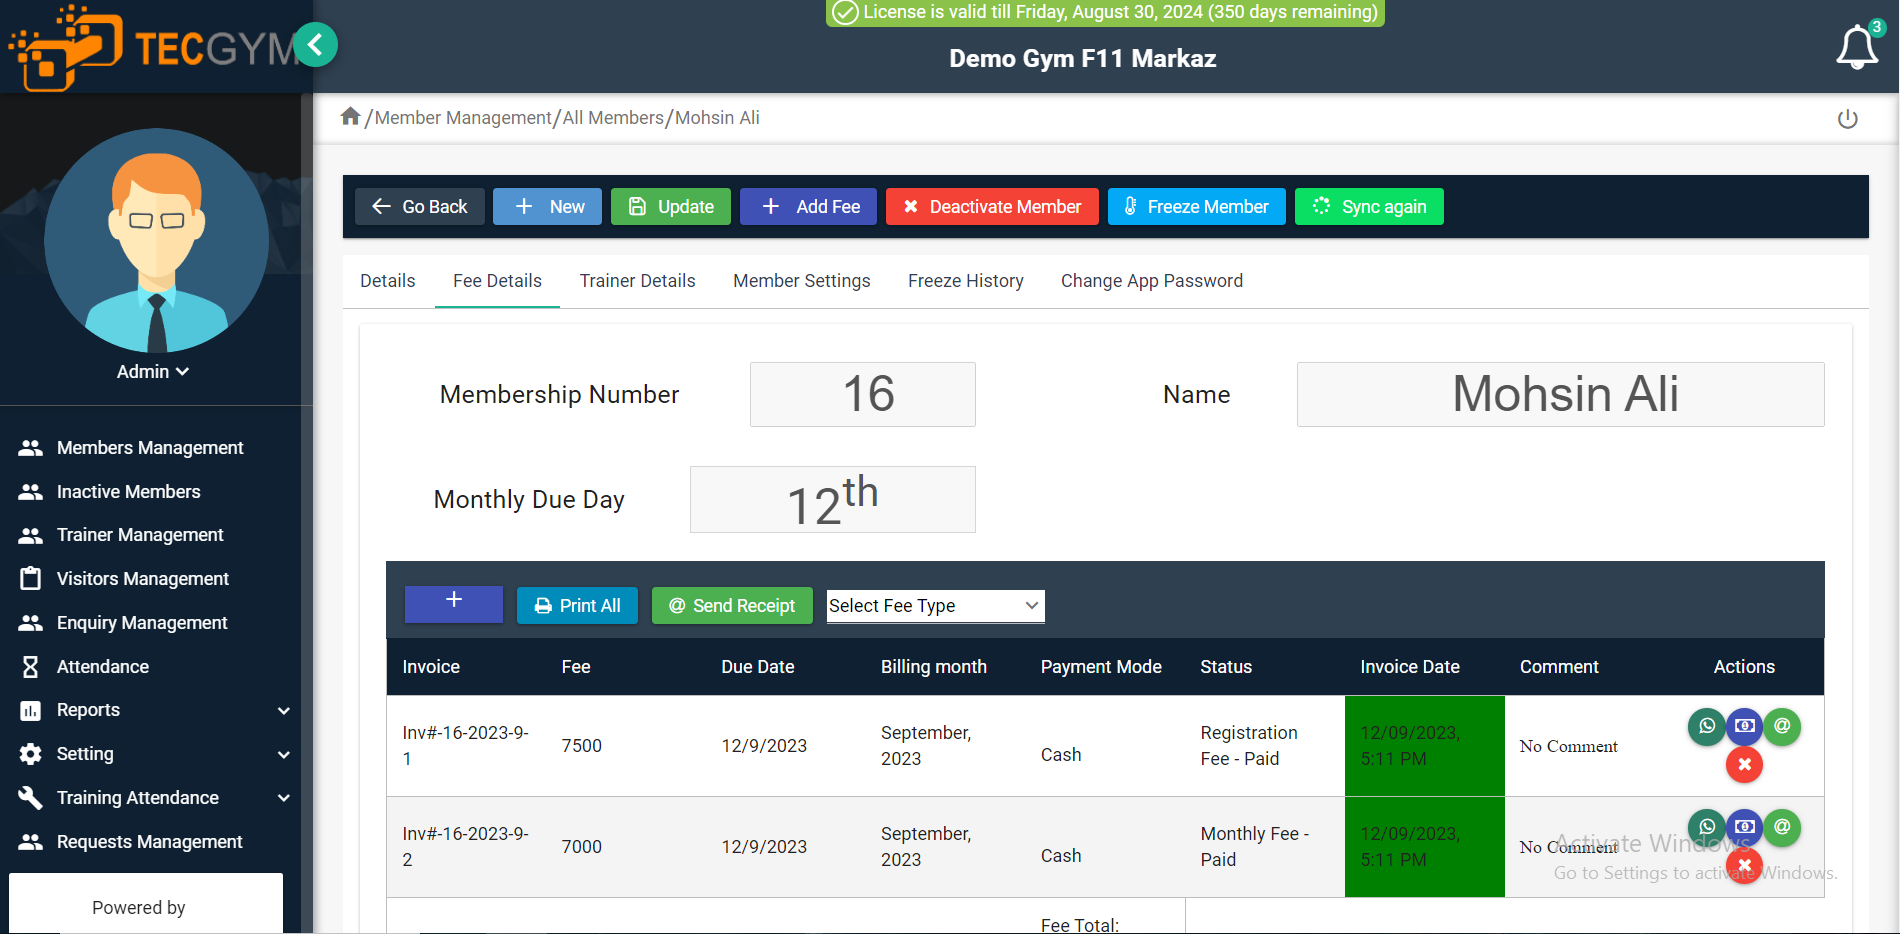 License is valid till Friday, August 30, 2024 (350 days remaining)
TECGYM
Demo Gym F11 Markaz
3
/Member Management/All Members/Mohsin Ali
Go Back
New
Update
Add Fee
Deactivate Member
Freeze Member
Sync again
Details
Fee Details
Trainer Details
Member Settings
Freeze History
Change App Password
Admin
Members Management
Inactive Members
Trainer Management
Visitors Management
Enquiry Management
Attendance
Reports
Setting
Training Attendance
Requests Management
Powered by
Membership Number
16
Name
Mohsin Ali
Monthly Due Day
12th
+
Print All
@ Send Receipt
Select Fee Type
Invoice Fee Due Date Billing month Payment Mode Status Invoice Date Comment Actions
Inv#-16-2023-9-
1
7500
12/9/2023
September,
2023
Cash
Registration
Fee - Paid
12/09/2023,
5:11 PM
No Comment
@
Inv#-16-2023-9-
2
7000
12/9/2023
September,
2023
Cash
Monthly Fee -
Paid
12/09/2023,
5:11 PM
No Comment
@
Fee Total:
Activate Windows
Go to Settings to activate Windows.